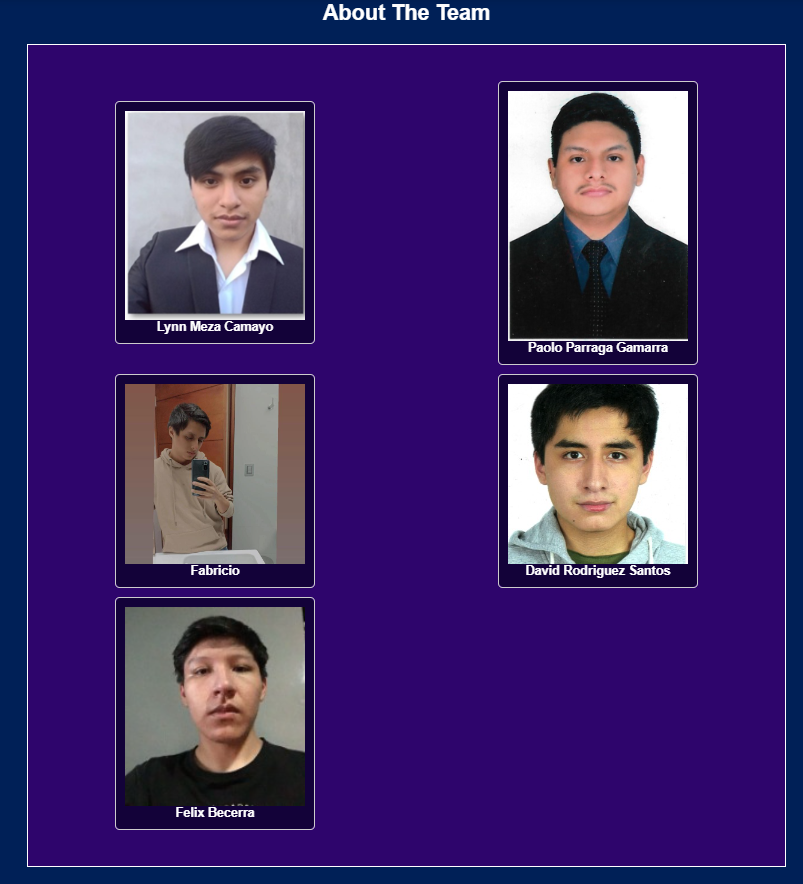 About The Team
Lynn Meza Camayo
Paolo Parraga Gamarra
Fabricio
David Rodriguez Santos
Felix Becerra